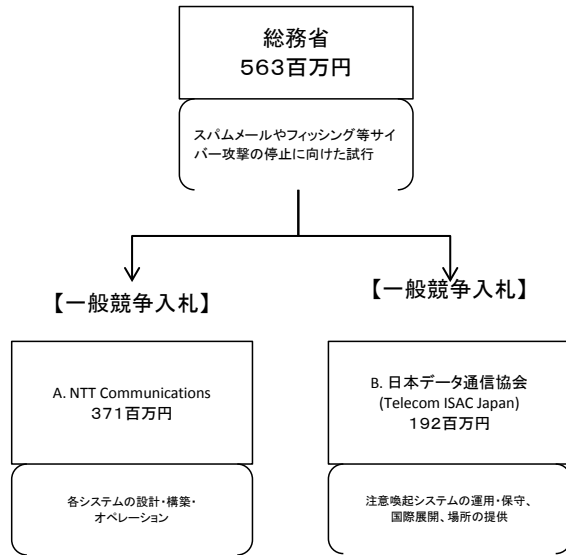 総務省
563百万円
スパムメールやフィッシング等サイ
バー攻撃の停止に向けた試行
【一般競争入札】
【一般競争入札】
A. NTT Communications
371百万円
B. 日本データ通信協会
(Telecom ISAC Japan)
192百万円
各システムの設計・構築・
オペレーション
注意喚起システムの運用・保守、
国際展開、場所の提供